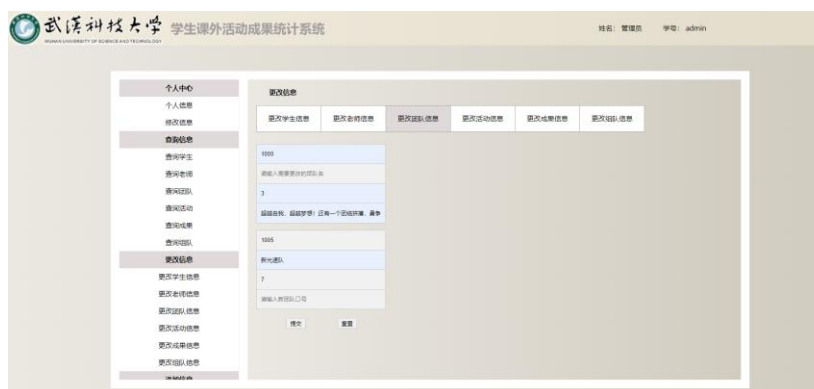 武汉科技大学
WUHAN UNIVERSITY OF SCIENCE AND TECHNOLOGY
学生课外活动成果统计系统
姓名: 管理员 学号: admin
个人中心
个人信息
修改信息
查询信息
查询学生
查询老师
查询团队
查询活动
查询成果
查询组队
更改信息
更改学生信息
更改老师信息
更改团队信息
更改活动信息
更改成果信息
更改组队信息
添加信息
更改信息
更改学生信息 更改老师信息 更改团队信息 更改活动信息 更改成果信息 更改组队信息
1000
请输入需要更改的团队名
3
超越自我、超越梦想！还有一个团结拼搏、勇争
1005
新光速队
7
请输入新团队口号
提交 重置